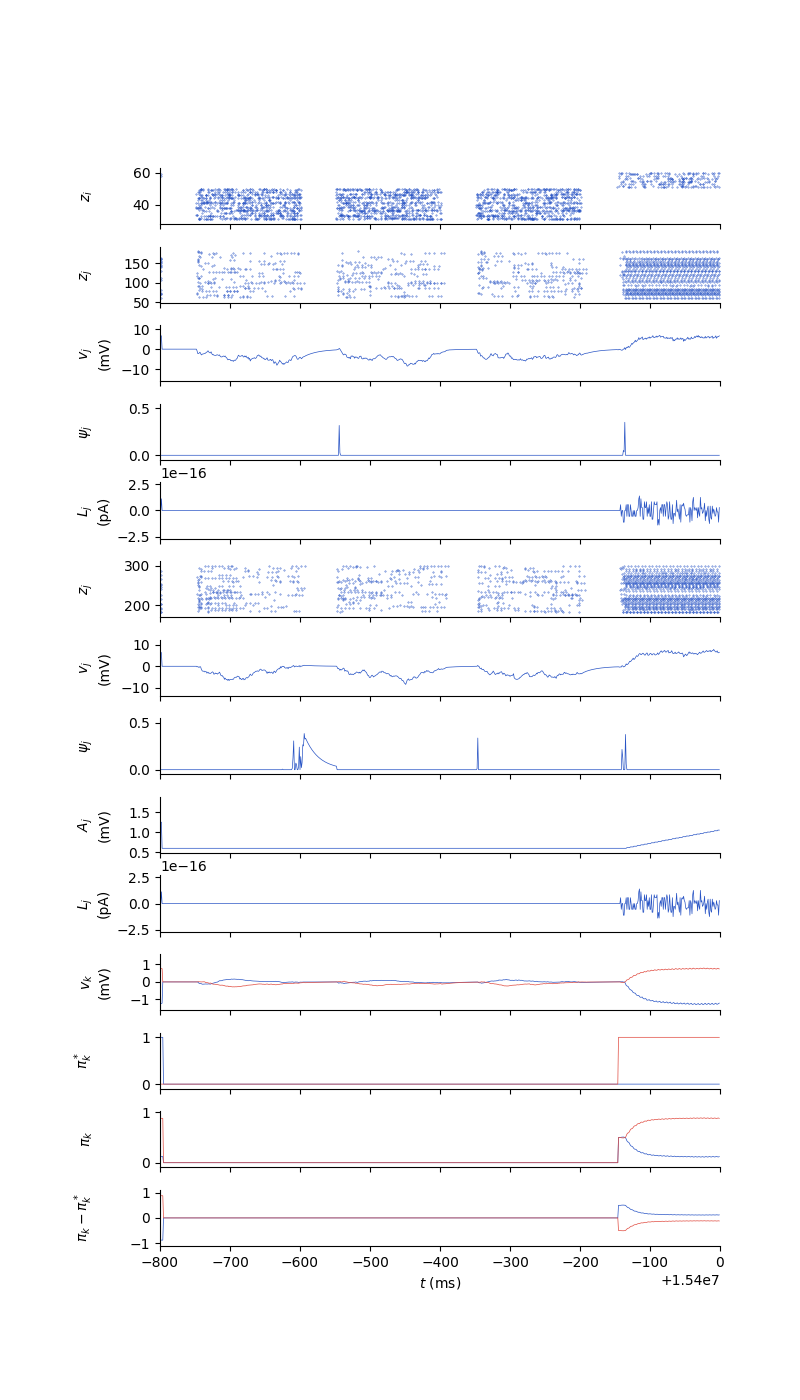 60
40
z_i
150
100
50
z_j
10
0
−10
v_j
(mV)
0.5
0.0
ψ_j
1e−16
2.5
0.0
−2.5
L_j
(pA)
300
200
z_j
10
0
−10
v_j
(mV)
0.5
0.0
ψ_j
1.5
1.0
0.5
A_j
(mV)
1e−16
2.5
0.0
−2.5
L_j
(pA)
1
0
−1
v_k
(mV)
1
0
π_k^*
1
0
π_k
1
0
−1
π_k − π_k^*
−800 −700 −600 −500 −400 −300 −200 −100 0
t (ms)
+1.54e7